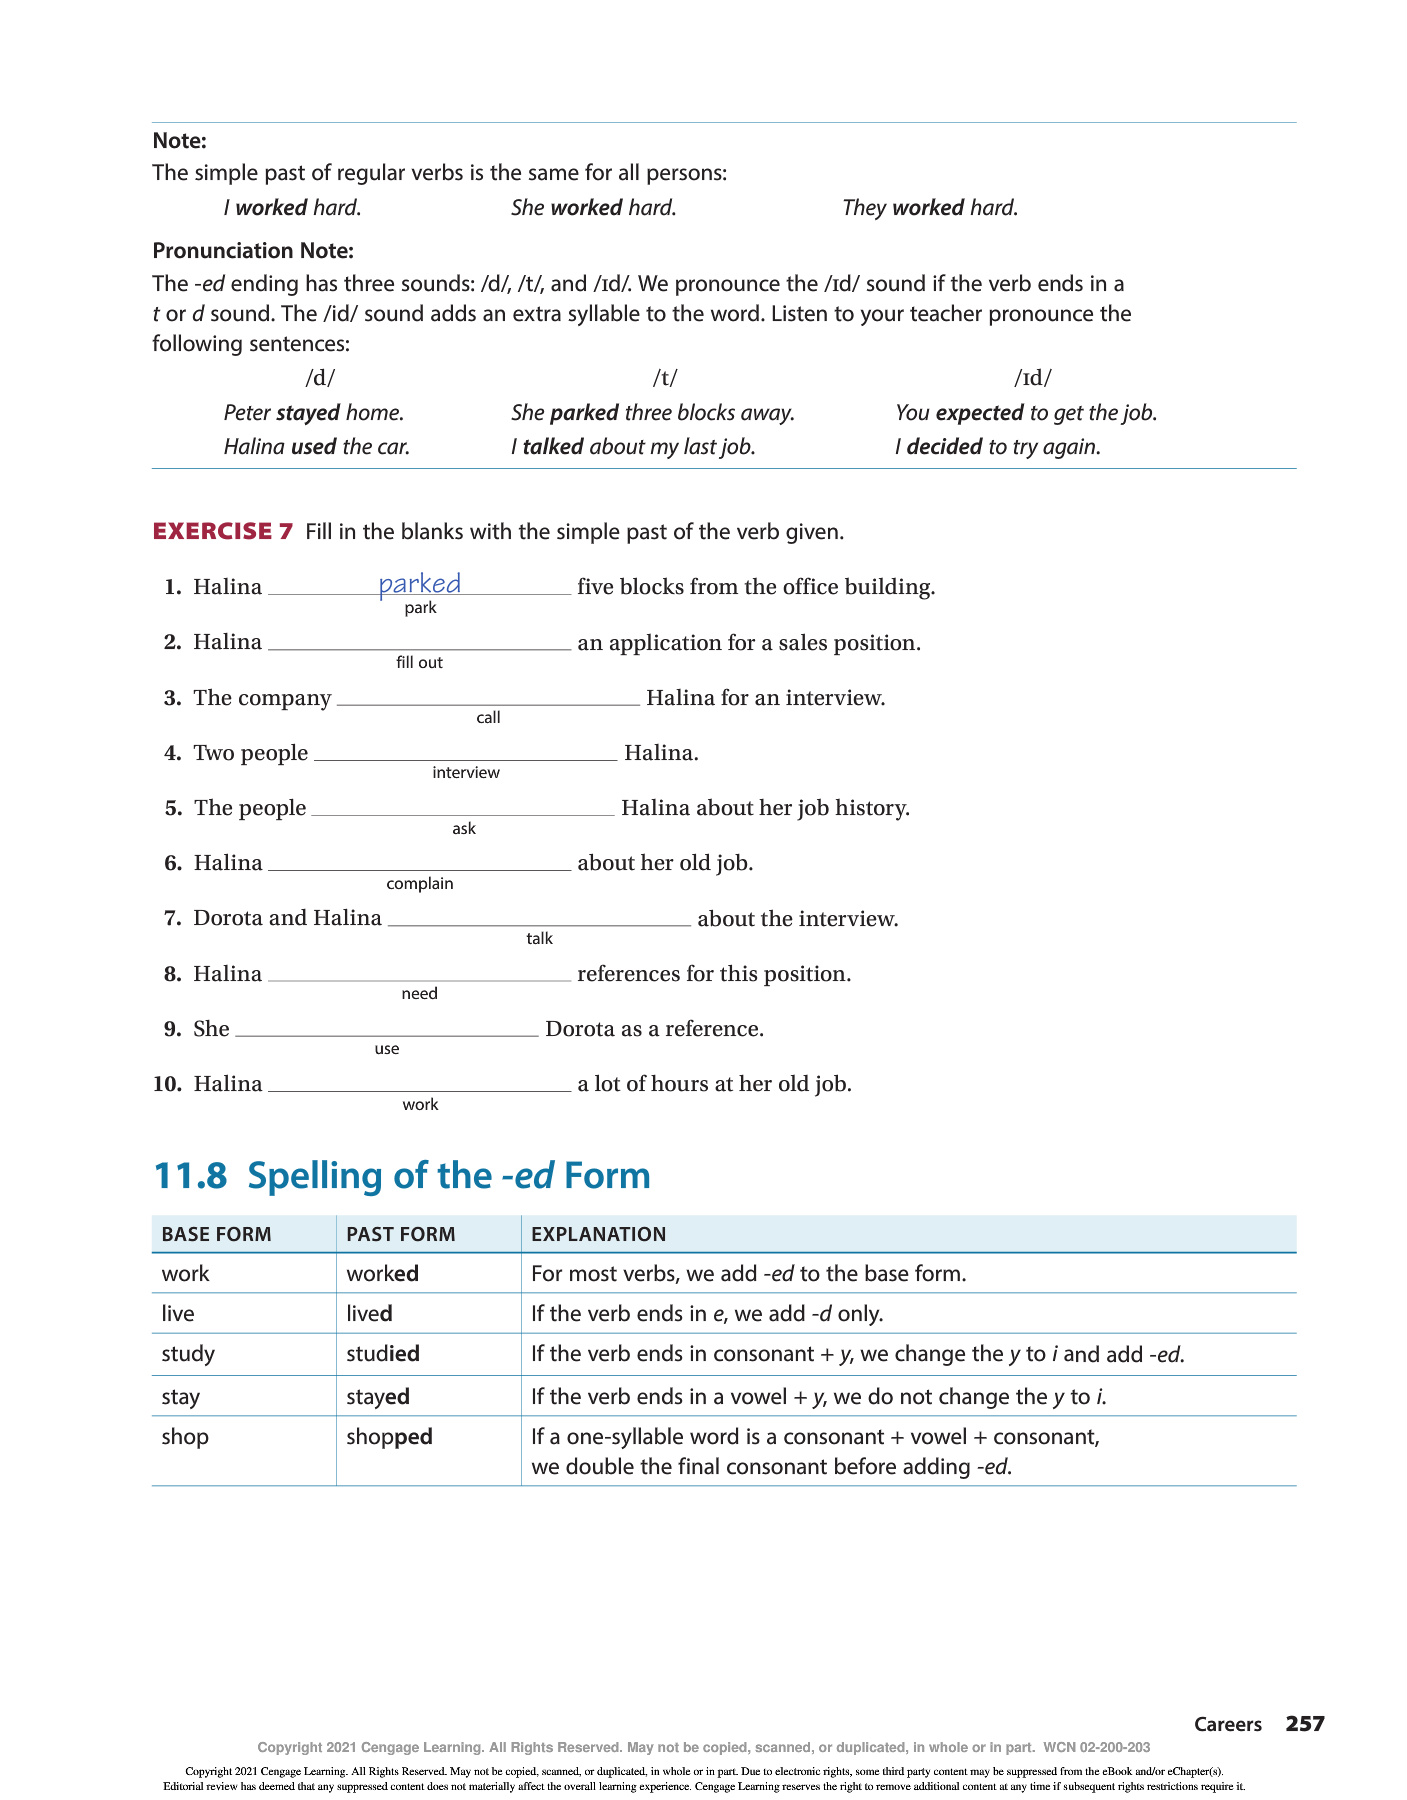 Note:
The simple past of regular verbs is the same for all persons:
I worked hard. She worked hard. They worked hard.
Pronunciation Note:
The -ed ending has three sounds: /d/, /t/, and /ɪd/. We pronounce the /ɪd/ sound if the verb ends in a
t or d sound. The /id/ sound adds an extra syllable to the word. Listen to your teacher pronounce the
following sentences:
/d/ /t/ /ɪd/
Peter stayed home. She parked three blocks away. You expected to get the job.
Halina used the car. I talked about my last job. I decided to try again.
EXERCISE 7 Fill in the blanks with the simple past of the verb given.
1. Halina parked five blocks from the office building.
park
2. Halina an application for a sales position.
fill out
3. The company Halina for an interview.
call
4. Two people Halina.
interview
5. The people Halina about her job history.
ask
6. Halina about her old job.
complain
7. Dorota and Halina about the interview.
talk
8. Halina references for this position.
need
9. She Dorota as a reference.
use
10. Halina a lot of hours at her old job.
work
11.8 Spelling of the -ed Form
BASE FORM PAST FORM EXPLANATION
work worked For most verbs, we add -ed to the base form.
live lived If the verb ends in e, we add -d only.
study studied If the verb ends in consonant + y, we change the y to i and add -ed.
stay stayed If the verb ends in a vowel + y, we do not change the y to i.
shop shopped If a one-syllable word is a consonant + vowel + consonant,
we double the final consonant before adding -ed.
Careers 257
Copyright 2021 Cengage Learning. All Rights Reserved. May not be copied, scanned, or duplicated, in whole or in part. WCN 02-200-203
Copyright 2021 Cengage Learning. All Rights Reserved. May not be copied, scanned, or duplicated, in whole or in part. Due to electronic rights, some third party content may be suppressed from the eBook and/or eChapter(s).
Editorial review has deemed that any suppressed content does not materially affect the overall learning experience. Cengage Learning reserves the right to remove additional content at any time if subsequent rights restrictions require it.